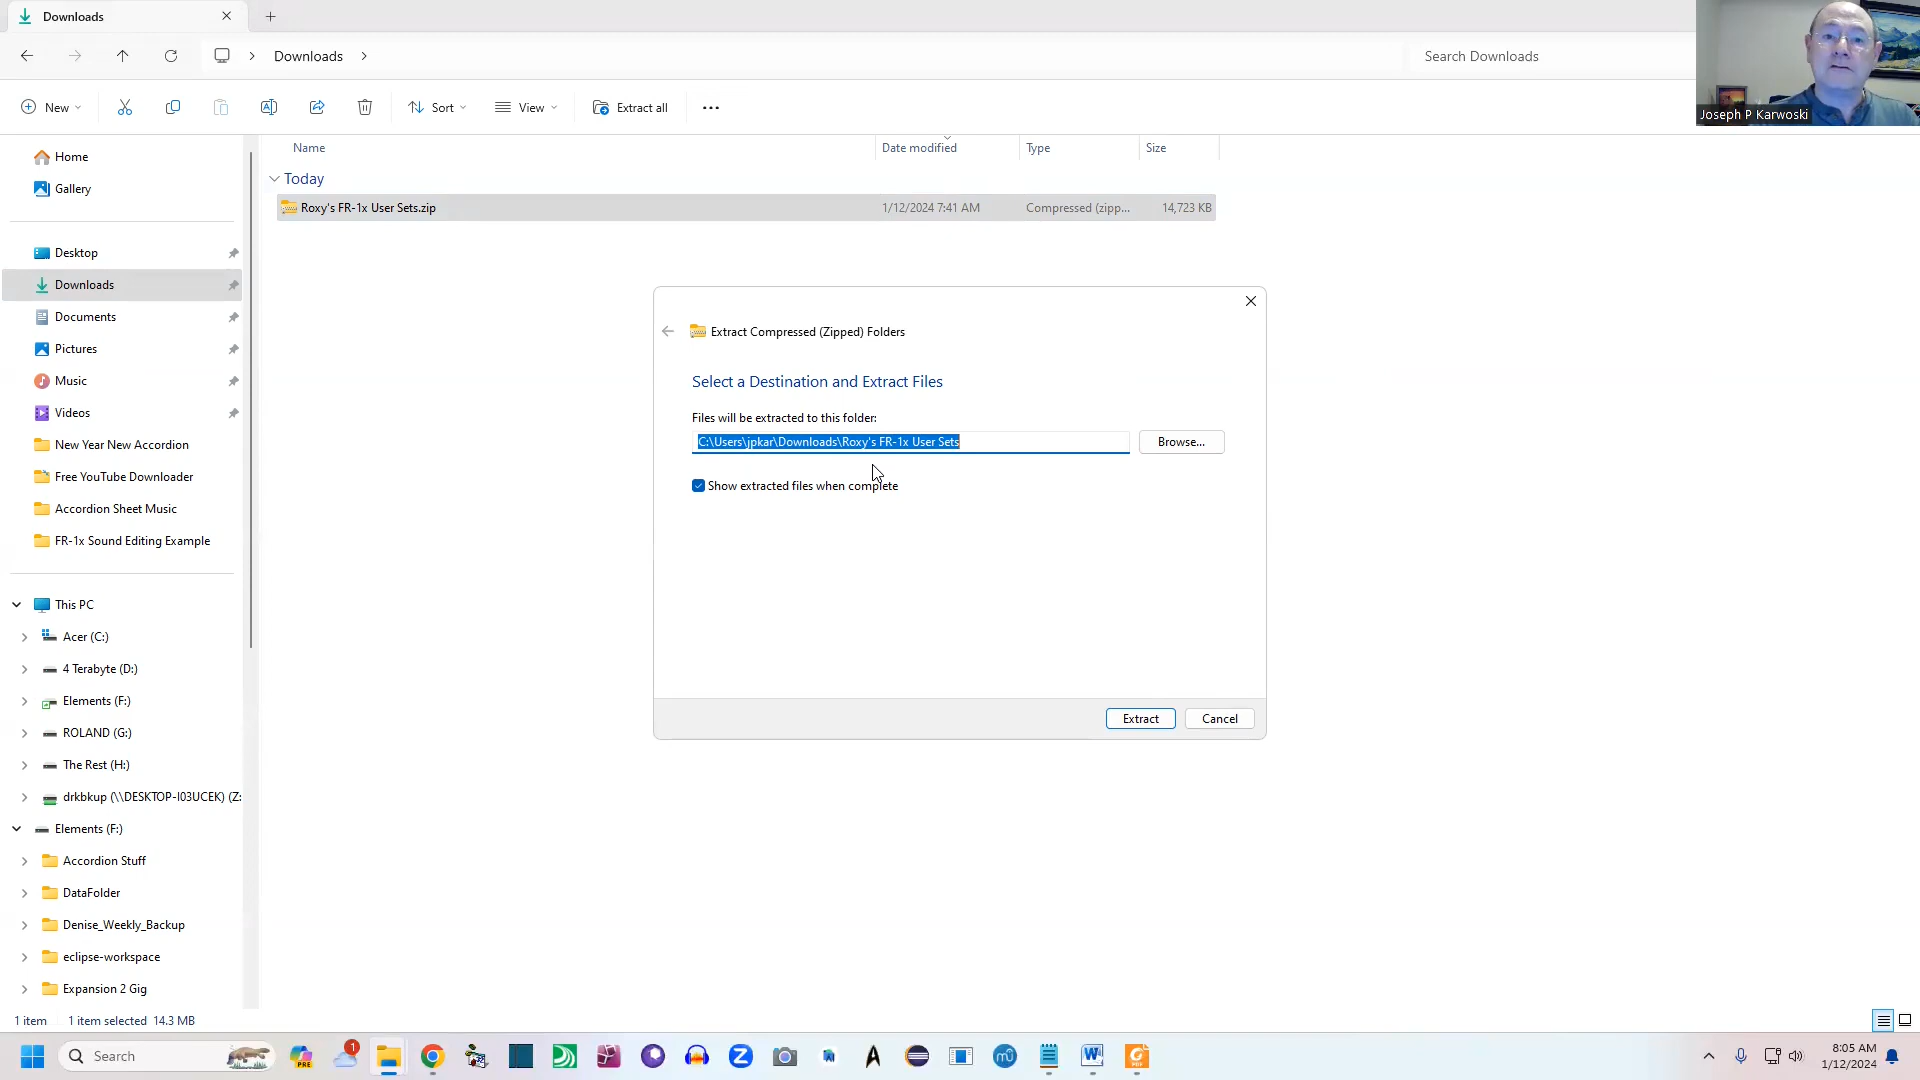 Downloads
Downloads
Search Downloads
New
Sort
View
Extract all
Joseph P Karwoski
Name
Date modified
Type
Size
Home
Gallery
Today
Roxy's FR-1x User Sets.zip
1/12/2024 7:41 AM
Compressed (zipp...
14,723 KB
Desktop
Downloads
Documents
Pictures
Music
Videos
New Year New Accordion
Free YouTube Downloader
Accordion Sheet Music
FR-1x Sound Editing Example
This PC
Acer (C:)
4 Terabyte (D:)
Elements (F:)
ROLAND (G:)
The Rest (H:)
drkbkup (\\DESKTOP-I03UCEK) (Z:
Elements (F:)
Accordion Stuff
DataFolder
Denise_Weekly_Backup
eclipse-workspace
Expansion 2 Gig
Extract Compressed (Zipped) Folders
Select a Destination and Extract Files
Files will be extracted to this folder:
C:\Users\jpkar\Downloads\Roxy's FR-1x User Sets
Browse...
Show extracted files when complete
Extract
Cancel
1 item
1 item selected 14.3 MB
Search
PRE
1
8:05 AM
1/12/2024